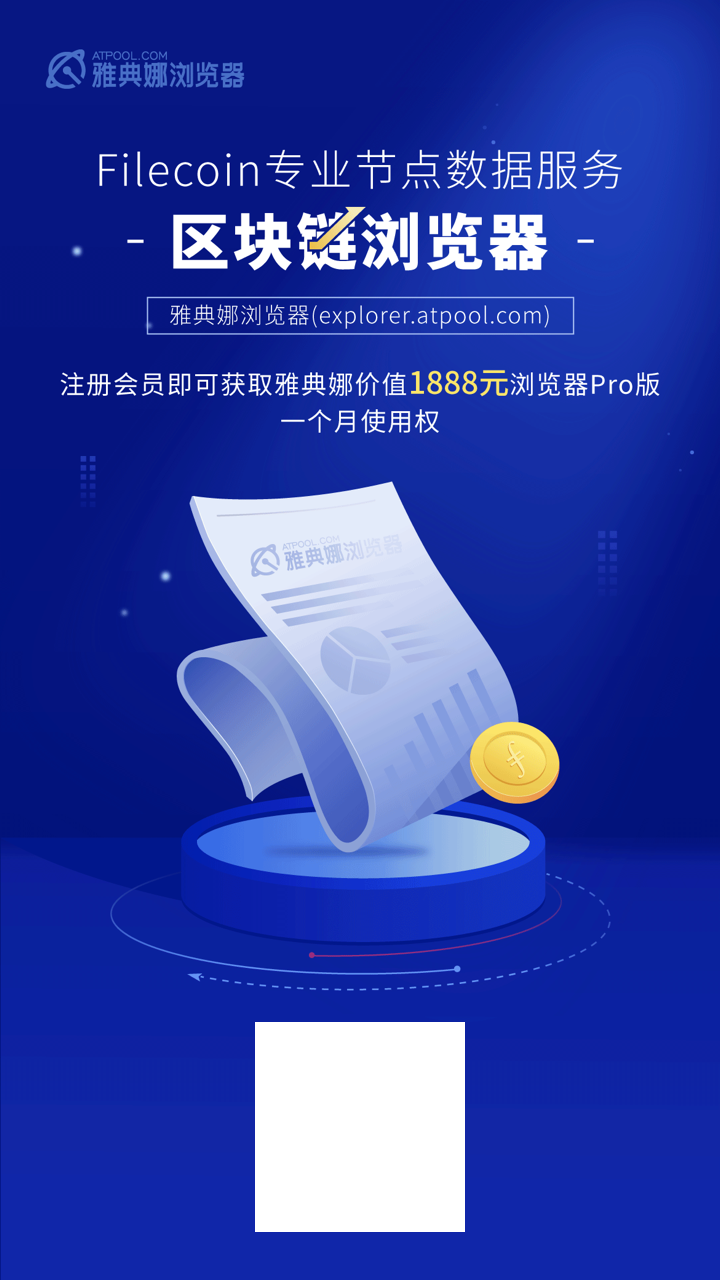 ATPOOL.COM
雅典娜浏览器
Filecoin专业节点数据服务
- 区块链浏览器 -
雅典娜浏览器(explorer.atpool.com)
注册会员即可获取雅典娜价值1888元浏览器Pro版
一个月使用权
ATPOOL.COM
雅典娜浏览器